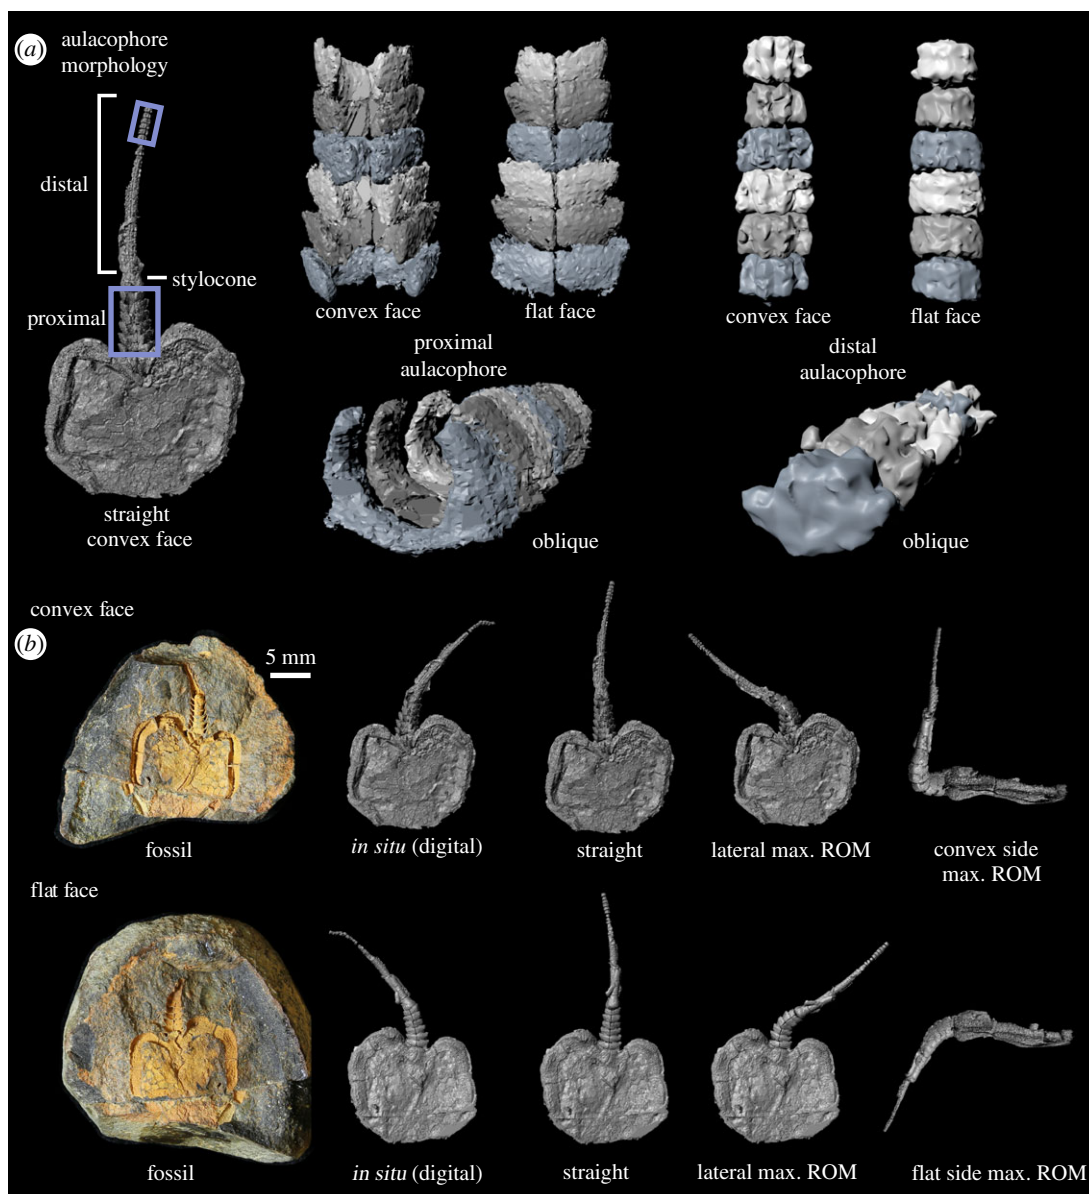 (a)
aulacophore
morphology
distal
stylocone
proximal
straight
convex face
convex face
flat face
proximal
aulacophore
oblique
convex face
flat face
distal
aulacophore
oblique
convex face
(b)
5 mm
fossil
in situ (digital)
straight
lateral max. ROM
convex side
max. ROM
flat face
fossil
in situ (digital)
straight
lateral max. ROM
flat side max. ROM